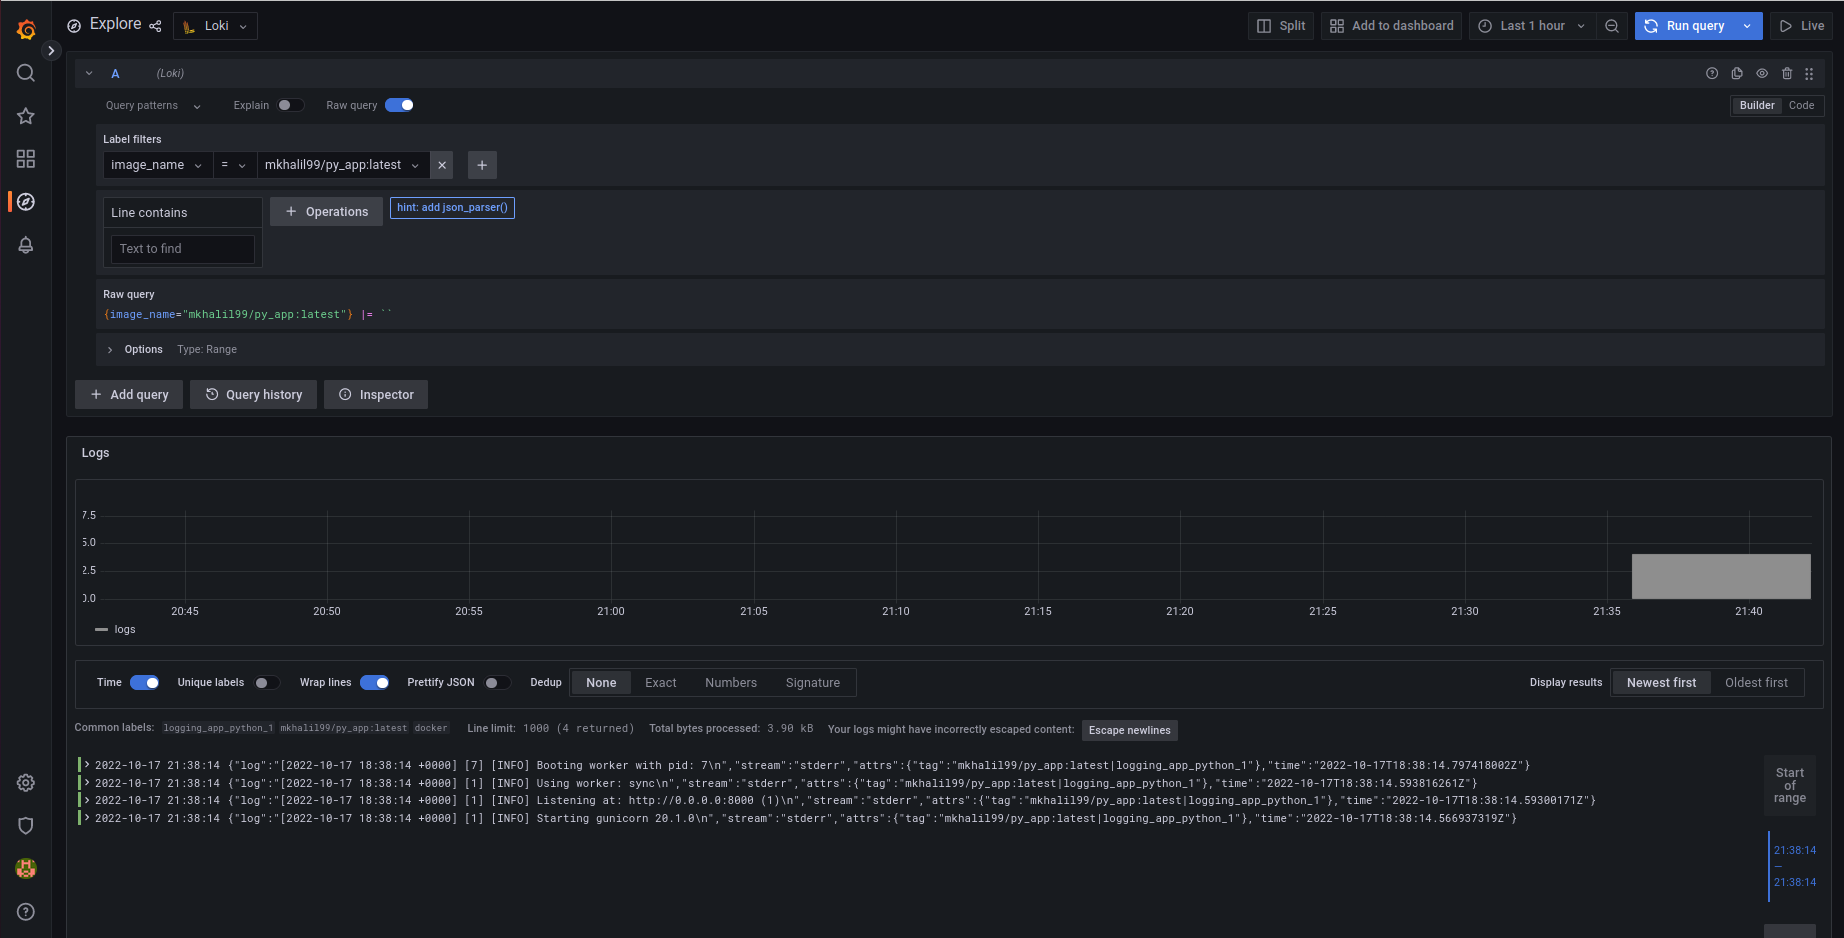 Explore Loki Split Add to dashboard Last 1 hour Run query Live
A (Loki)
Query patterns Explain Raw query Builder Code
Label filters
image_name = mkhalil99/py_app:latest
Line contains + Operations hint: add json_parser()
Text to find
Raw query
{image_name="mkhalil99/py_app:latest"} |= ``
Options Type: Range
+ Add query Query history Inspector
Logs
7.5
5.0
2.5
0.0
20:45 20:50 20:55 21:00 21:05 21:10 21:15 21:20 21:25 21:30 21:35 21:40
logs
Time Unique labels Wrap lines Prettify JSON Dedup None Exact Numbers Signature Display results Newest first Oldest first
Common labels: logging_app_python_1 mkhalil99/py_app:latest docker Line limit: 1000 (4 returned) Total bytes processed: 3.90 kB Your logs might have incorrectly escaped content: Escape newlines
2022-10-17 21:38:14 {"log":"[2022-10-17 18:38:14 +0000] [7] [INFO] Booting worker with pid: 7\n","stream":"stderr","attrs":{"tag":"mkhalil99/py_app:latest|logging_app_python_1"},"time":"2022-10-17T18:38:14.797418002Z"}
2022-10-17 21:38:14 {"log":"[2022-10-17 18:38:14 +0000] [1] [INFO] Using worker: sync\n","stream":"stderr","attrs":{"tag":"mkhalil99/py_app:latest|logging_app_python_1"},"time":"2022-10-17T18:38:14.593816261Z"}
2022-10-17 21:38:14 {"log":"[2022-10-17 18:38:14 +0000] [1] [INFO] Listening at: http://0.0.0.0:8000 (1)\n","stream":"stderr","attrs":{"tag":"mkhalil99/py_app:latest|logging_app_python_1"},"time":"2022-10-17T18:38:14.59300171Z"}
2022-10-17 21:38:14 {"log":"[2022-10-17 18:38:14 +0000] [1] [INFO] Starting gunicorn 20.1.0\n","stream":"stderr","attrs":{"tag":"mkhalil99/py_app:latest|logging_app_python_1"},"time":"2022-10-17T18:38:14.566937319Z"}
Start
of
range
21:38:14
—
21:38:14